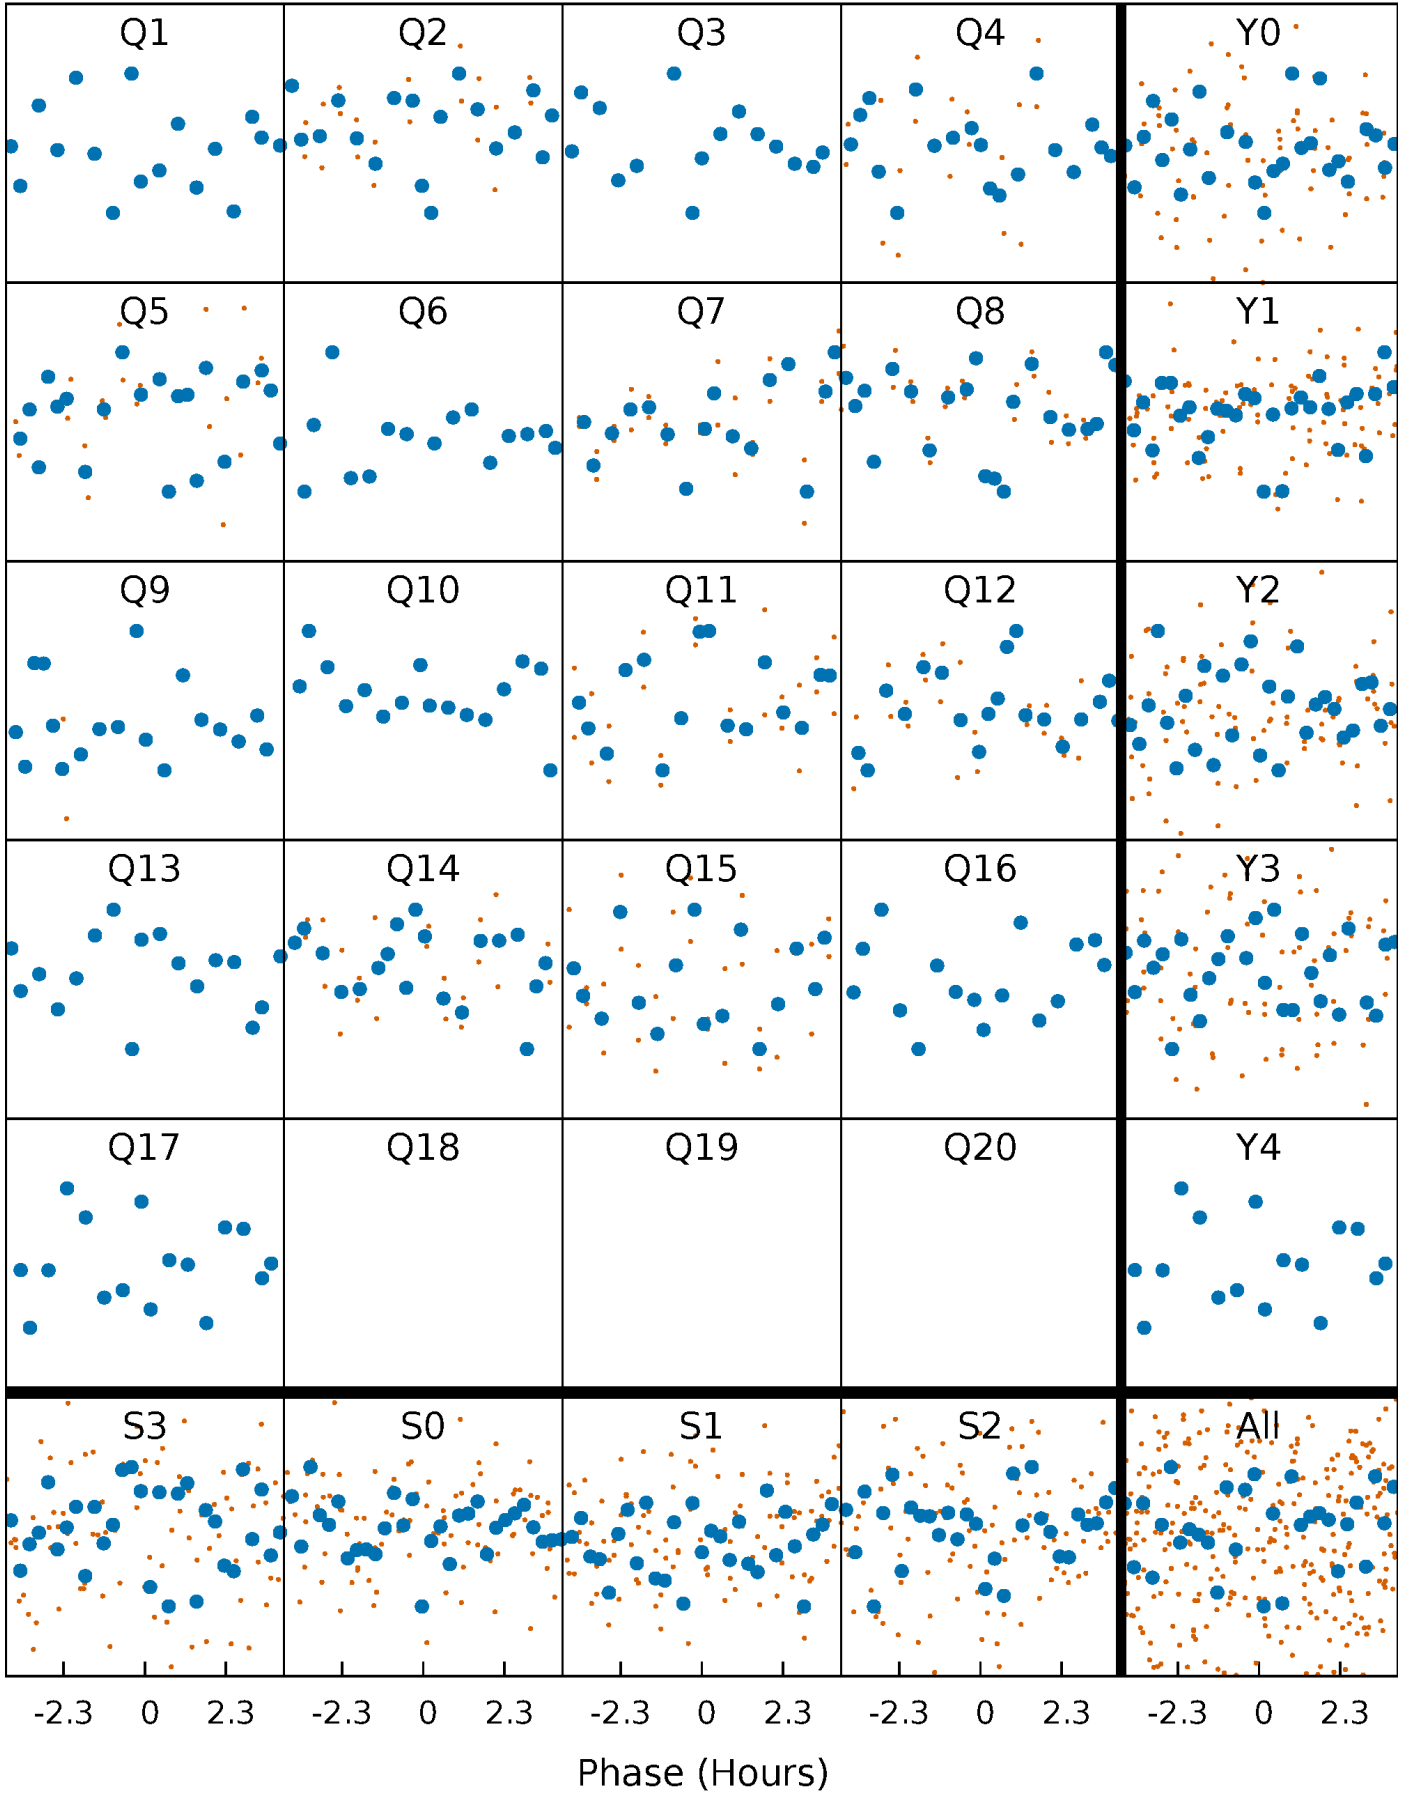 Q1 Q2 Q3 Q4 Y0
Q5 Q6 Q7 Q8 Y1
Q9 Q10 Q11 Q12 Y2
Q13 Q14 Q15 Q16 Y3
Q17 Q18 Q19 Q20 Y4
S3 S0 S1 S2 All
-2.3 0 2.3 -2.3 0 2.3 -2.3 0 2.3 -2.3 0 2.3 -2.3 0 2.3
Phase (Hours)